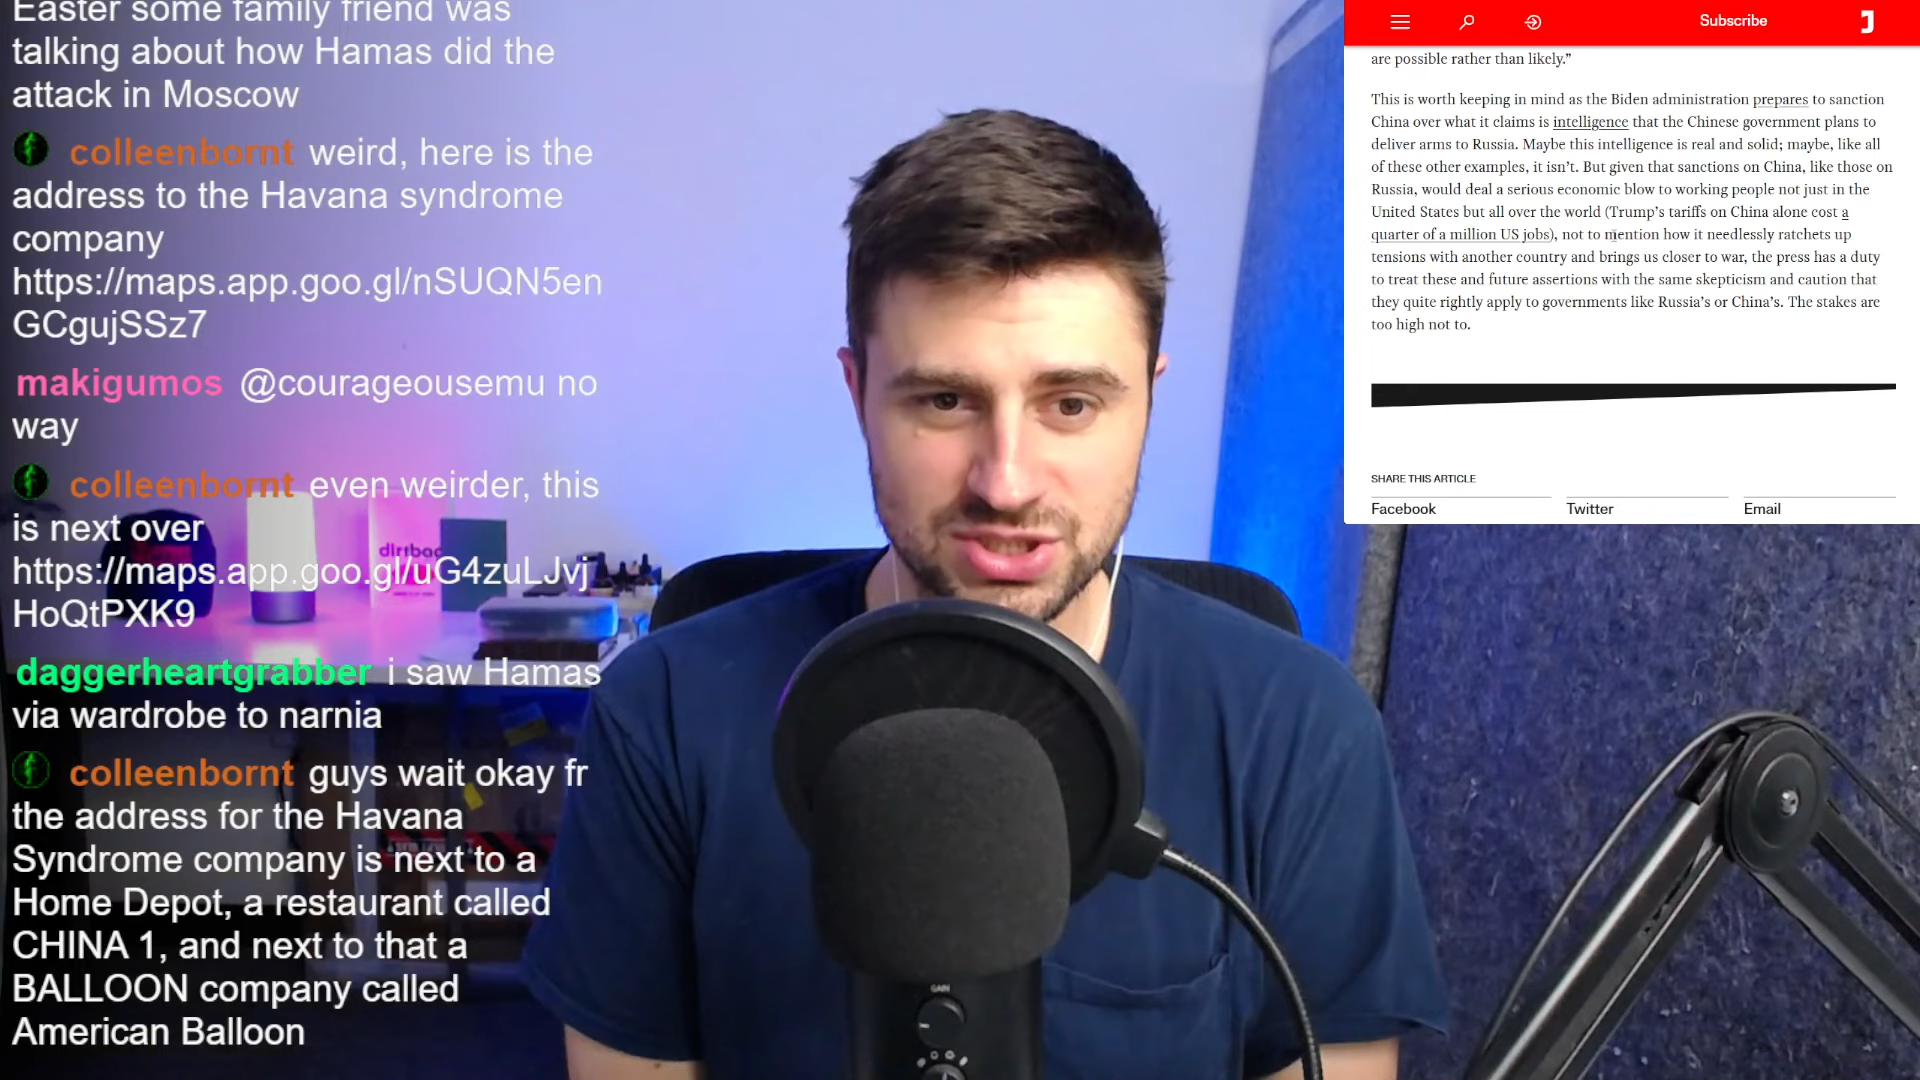 Easter some family friend was
talking about how Hamas did the
attack in Moscow
colleenbornt weird, here is the
address to the Havana syndrome
company
https://maps.app.goo.gl/nSUQN5en
GCgujSSz7
makigumos @courageousemu no
way
colleenbornt even weirder, this
is next over
https://maps.app.goo.gl/uG4zuLJvj
HoQtPXK9
daggerheartgrabber i saw Hamas
via wardrobe to narnia
colleenbornt guys wait okay fr
the address for the Havana
Syndrome company is next to a
Home Depot, a restaurant called
CHINA 1, and next to that a
BALLOON company called
American Balloon
dirtbag
GAIN
Subscribe
J
are possible rather than likely.”
This is worth keeping in mind as the Biden administration prepares to sanction
China over what it claims is intelligence that the Chinese government plans to
deliver arms to Russia. Maybe this intelligence is real and solid; maybe, like all
of these other examples, it isn’t. But given that sanctions on China, like those on
Russia, would deal a serious economic blow to working people not just in the
United States but all over the world (Trump’s tariffs on China alone cost a
quarter of a million US jobs), not to mention how it needlessly ratchets up
tensions with another country and brings us closer to war, the press has a duty
to treat these and future assertions with the same skepticism and caution that
they quite rightly apply to governments like Russia’s or China’s. The stakes are
too high not to.
SHARE THIS ARTICLE
Facebook
Twitter
Email